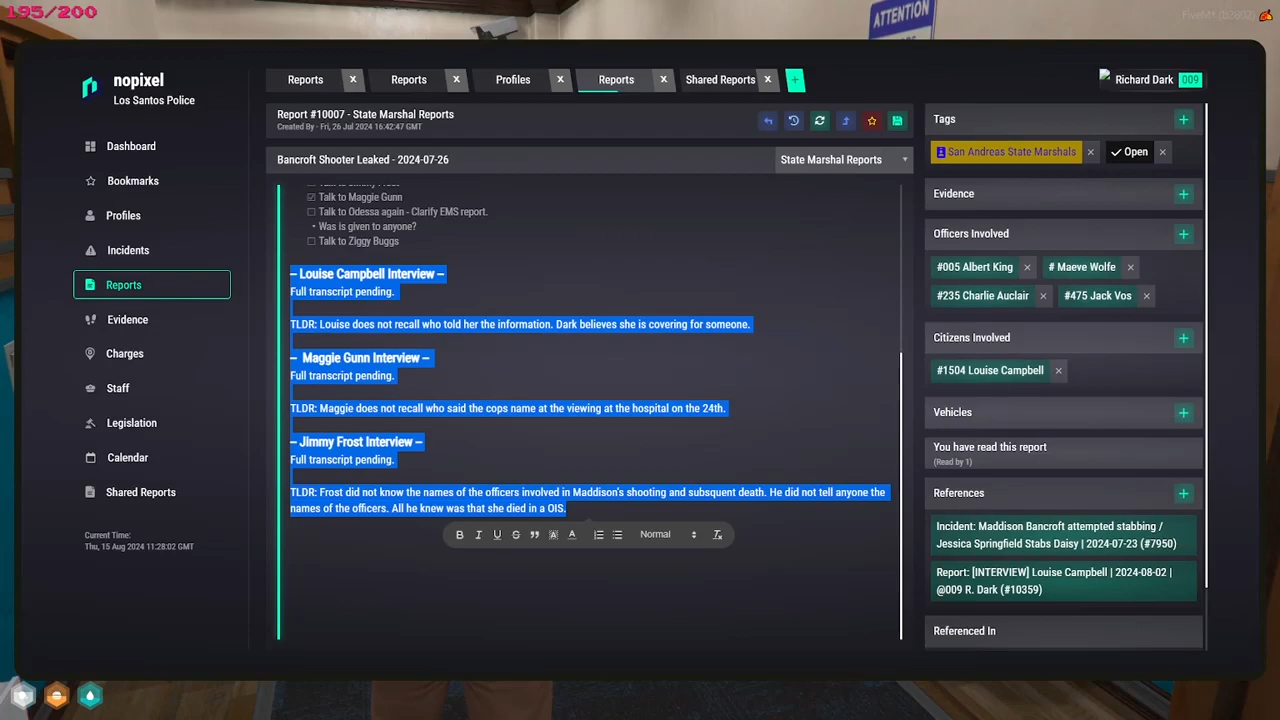 195/200
ATTENTION
FiveM* (b2802)
nopixel
Los Santos Police
Dashboard
Bookmarks
Profiles
Incidents
Reports
Evidence
Charges
Staff
Legislation
Calendar
Shared Reports
Current Time:
Thu, 15 Aug 2024 11:28:02 GMT
Reports x
Reports x
Profiles x
Reports x
Shared Reports x
+
Report #10007 - State Marshal Reports
Created By - Fri, 26 Jul 2024 16:42:47 GMT
Bancroft Shooter Leaked - 2024-07-26
State Marshal Reports
Talk to Maggie Gunn
Talk to Odessa again - Clarify EMS report.
• Was is given to anyone?
Talk to Ziggy Buggs
– Louise Campbell Interview –
Full transcript pending.
TLDR: Louise does not recall who told her the information. Dark believes she is covering for someone.
– Maggie Gunn Interview –
Full transcript pending.
TLDR: Maggie does not recall who said the cops name at the viewing at the hospital on the 24th.
– Jimmy Frost Interview –
Full transcript pending.
TLDR: Frost did not know the names of the officers involved in Maddison's shooting and subsquent death. He did not tell anyone the
names of the officers. All he knew was that she died in a OIS.
B I U S A Normal
Richard Dark 009
Tags +
San Andreas State Marshals x Open x
Evidence +
Officers Involved +
#005 Albert King x # Maeve Wolfe x
#235 Charlie Auclair x #475 Jack Vos x
Citizens Involved +
#1504 Louise Campbell x
Vehicles +
You have read this report
(Read by 1)
References +
Incident: Maddison Bancroft attempted stabbing /
Jessica Springfield Stabs Daisy | 2024-07-23 (#7950)
Report: [INTERVIEW] Louise Campbell | 2024-08-02 |
@009 R. Dark (#10359)
Referenced In